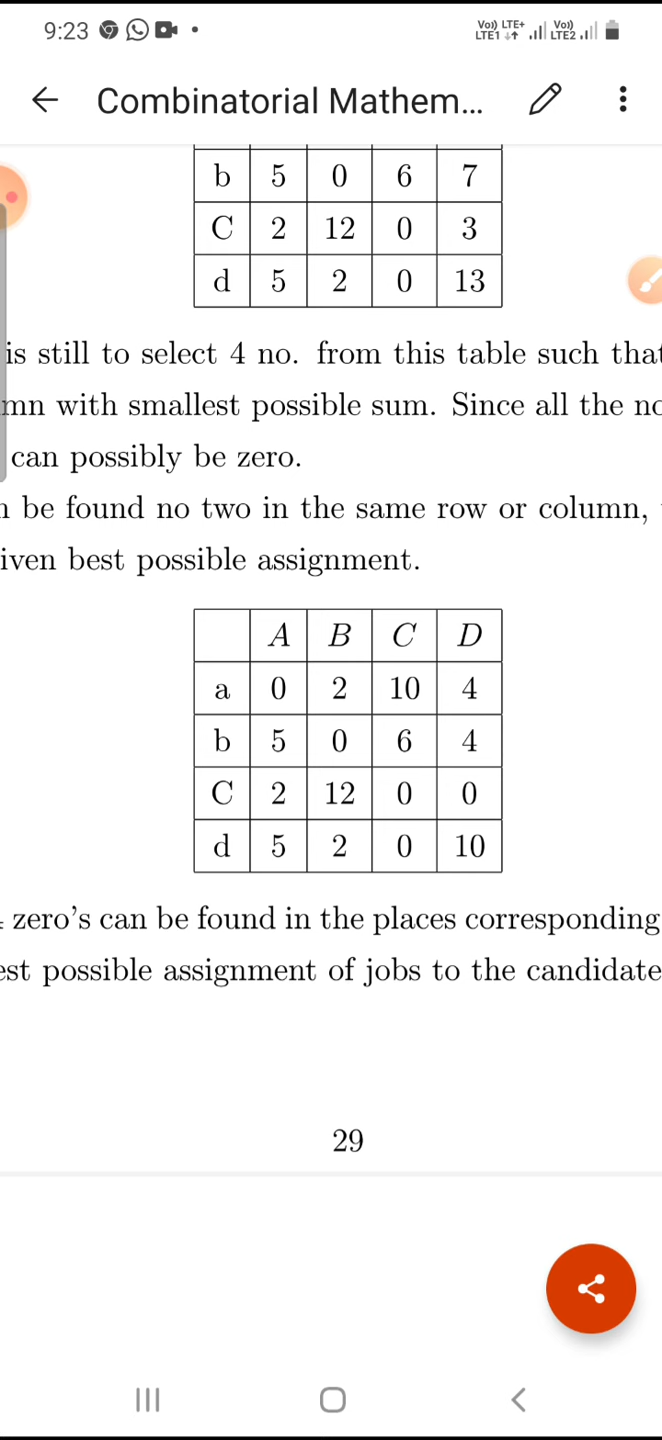 9:23
Vo)) LTE+ Vo))
LTE1 LTE2
Combinatorial Mathem...
b 5 0 6 7
C 2 12 0 3
d 5 2 0 13
is still to select 4 no. from this table such that
mn with smallest possible sum. Since all the no
can possibly be zero.
n be found no two in the same row or column,
iven best possible assignment.
A B C D
a 0 2 10 4
b 5 0 6 4
C 2 12 0 0
d 5 2 0 10
zero's can be found in the places corresponding
est possible assignment of jobs to the candidate
29